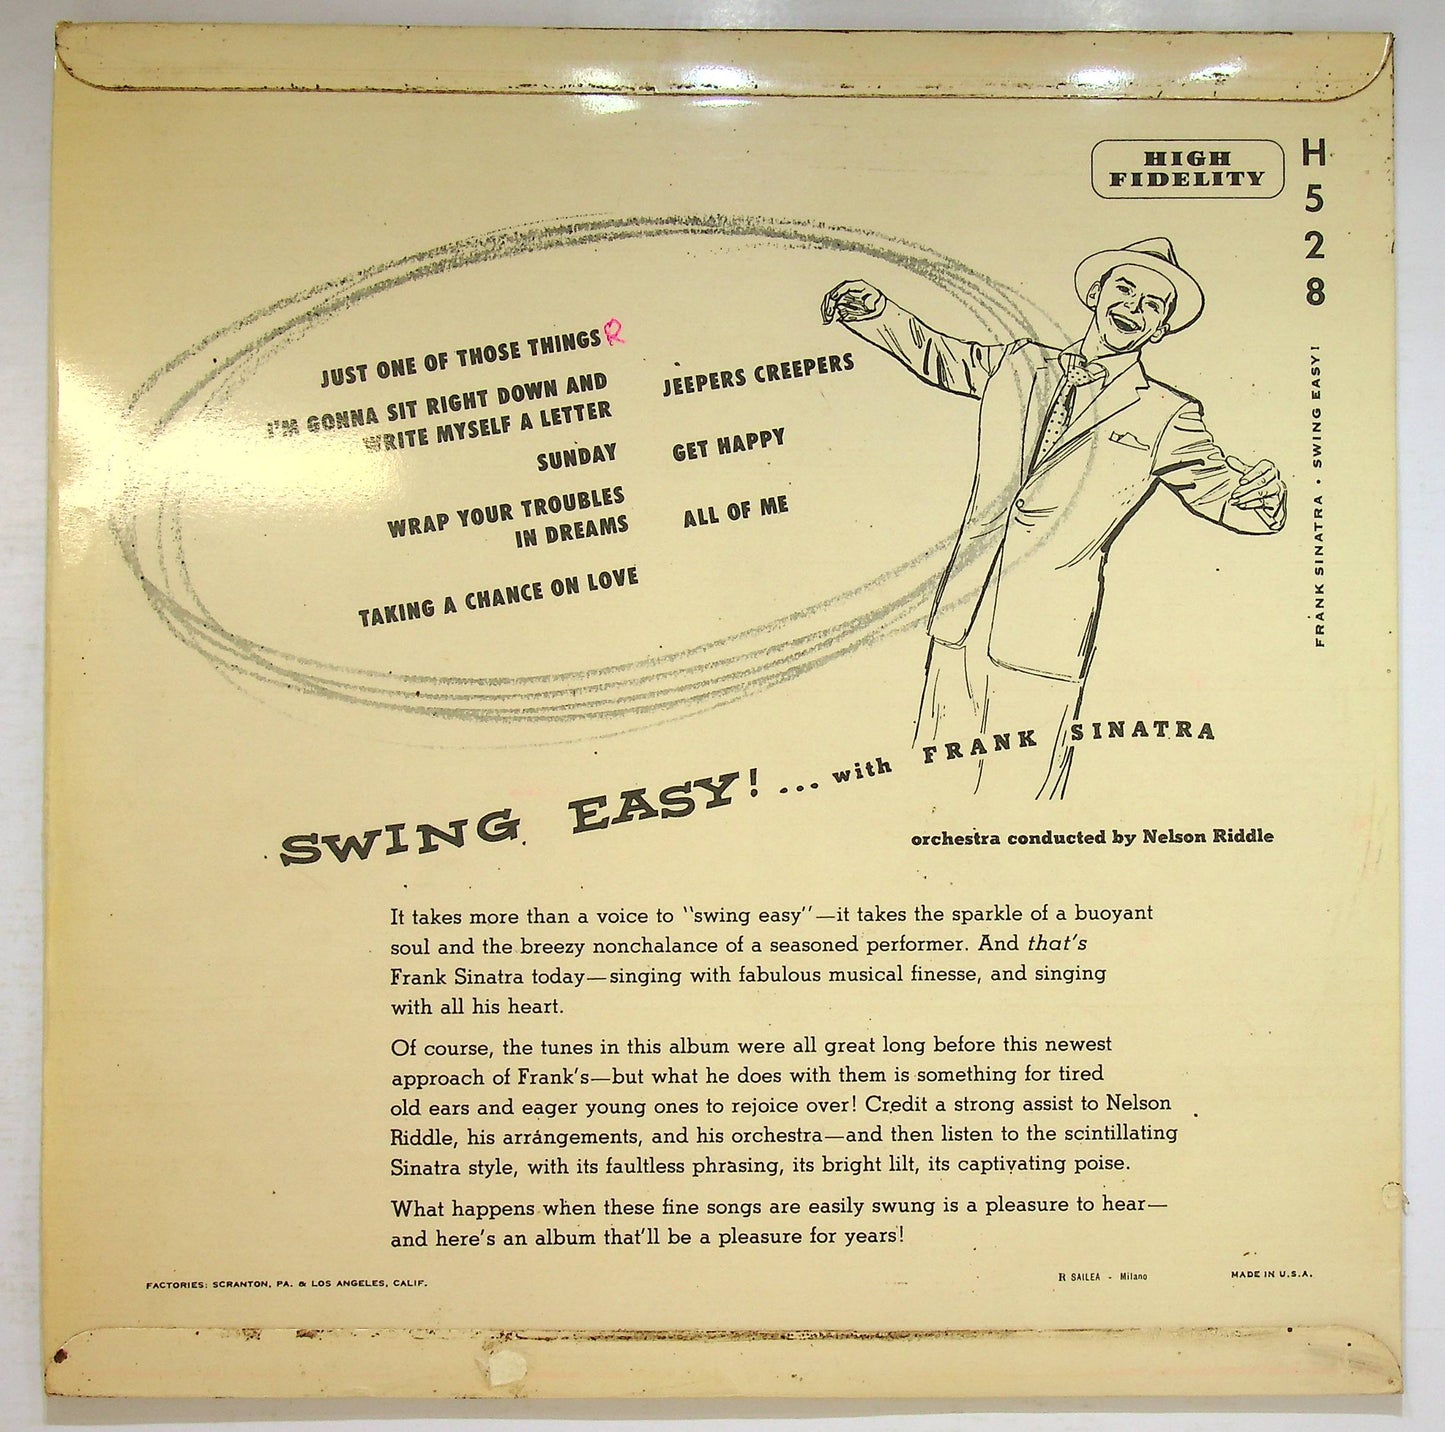 HIGH
FIDELITY
H
5
2
8
FRANK SINATRA • SWING EASY!
JUST ONE OF THOSE THINGS R
I'M GONNA SIT RIGHT DOWN AND
WRITE MYSELF A LETTER
SUNDAY
WRAP YOUR TROUBLES
IN DREAMS
TAKING A CHANCE ON LOVE
JEEPERS CREEPERS
GET HAPPY
ALL OF ME
SWING EASY! ... with FRANK SINATRA
orchestra conducted by Nelson Riddle
It takes more than a voice to "swing easy"—it takes the sparkle of a buoyant
soul and the breezy nonchalance of a seasoned performer. And that's
Frank Sinatra today—singing with fabulous musical finesse, and singing
with all his heart.
Of course, the tunes in this album were all great long before this newest
approach of Frank's—but what he does with them is something for tired
old ears and eager young ones to rejoice over! Credit a strong assist to Nelson
Riddle, his arrangements, and his orchestra—and then listen to the scintillating
Sinatra style, with its faultless phrasing, its bright lilt, its captivating poise.
What happens when these fine songs are easily swung is a pleasure to hear—
and here's an album that'll be a pleasure for years!
FACTORIES: SCRANTON, PA. & LOS ANGELES, CALIF.
R SAILEA - Milano
MADE IN U.S.A.